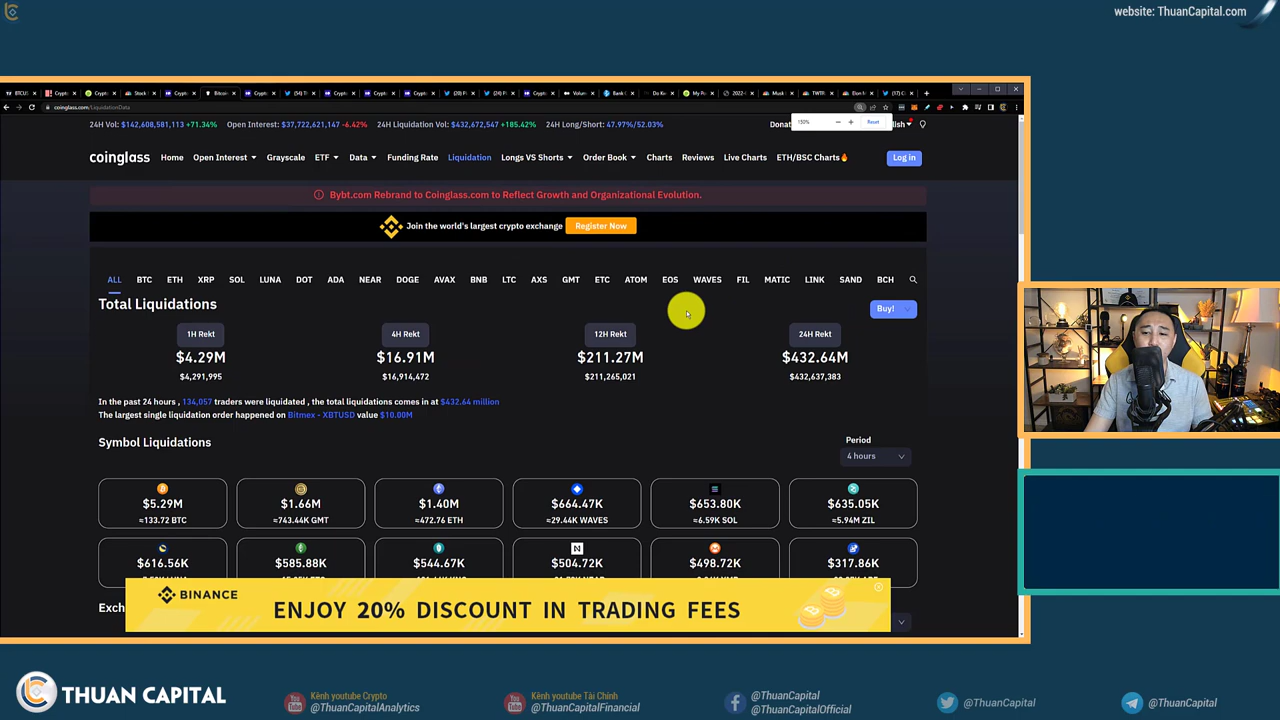 website: ThuanCapital.com
coinglass.com/LiquidationData
24H Vol: $142,608,581,113 +71.34% Open Interest: $37,722,621,147 -6.42% 24H Liquidation Vol: $432,672,547 +185.42% 24H Long/Short: 47.97%/52.03%
150% Reset
coinglass Home Open Interest Grayscale ETF Data Funding Rate Liquidation Longs VS Shorts Order Book Charts Reviews Live Charts ETH/BSC Charts🔥 Log in
Bybt.com Rebrand to Coinglass.com to Reflect Growth and Organizational Evolution.
Join the world's largest crypto exchange Register Now
ALL BTC ETH XRP SOL LUNA DOT ADA NEAR DOGE AVAX BNB LTC AXS GMT ETC ATOM EOS WAVES FIL MATIC LINK SAND BCH
Total Liquidations
Buy!
1H Rekt 4H Rekt 12H Rekt 24H Rekt
$4.29M $16.91M $211.27M $432.64M
$4,291,995 $16,914,472 $211,265,021 $432,637,383
In the past 24 hours , 134,057 traders were liquidated , the total liquidations comes in at $432.64 million
The largest single liquidation order happened on Bitmex - XBTUSD value $10.00M
Symbol Liquidations
Period
4 hours
$5.29M $1.66M $1.40M $664.47K $653.80K $635.05K
≈133.72 BTC ≈743.44K GMT ≈472.76 ETH ≈29.44K WAVES ≈6.59K SOL ≈5.94M ZIL
$616.56K $585.88K $544.67K $504.72K $498.72K $317.86K
BINANCE
ENJOY 20% DISCOUNT IN TRADING FEES
THUAN CAPITAL
Kênh youtube Crypto
@ThuanCapitalAnalytics
Kênh youtube Tài Chính
@ThuanCapitalFinancial
@ThuanCapital
@ThuanCapitalOfficial
@ThuanCapital
@ThuanCapital